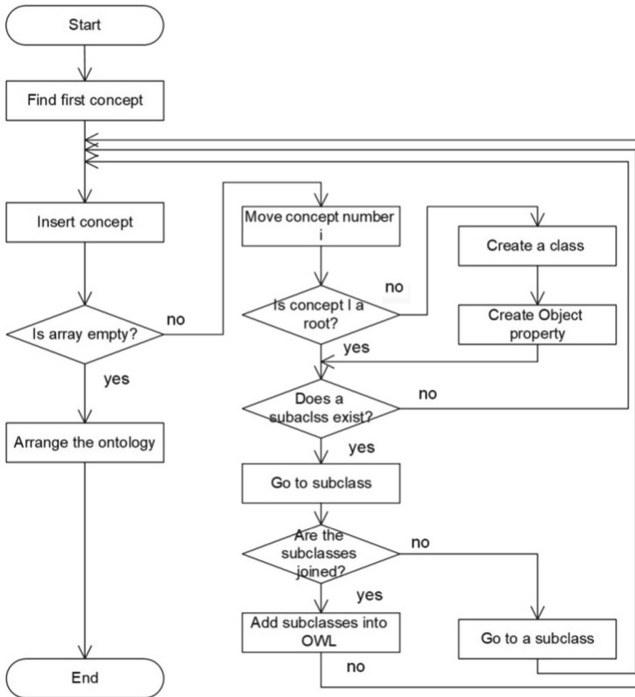 Start
Find first concept
Insert concept
Is array empty?
no
yes
Arrange the ontology
End
Move concept number
i
Is concept I a
root?
no
yes
Create a class
Create Object
property
Does a
subaclss exist?
no
yes
Go to subclass
Are the
subclasses
joined?
no
yes
Add subclasses into
OWL
no
Go to a subclass